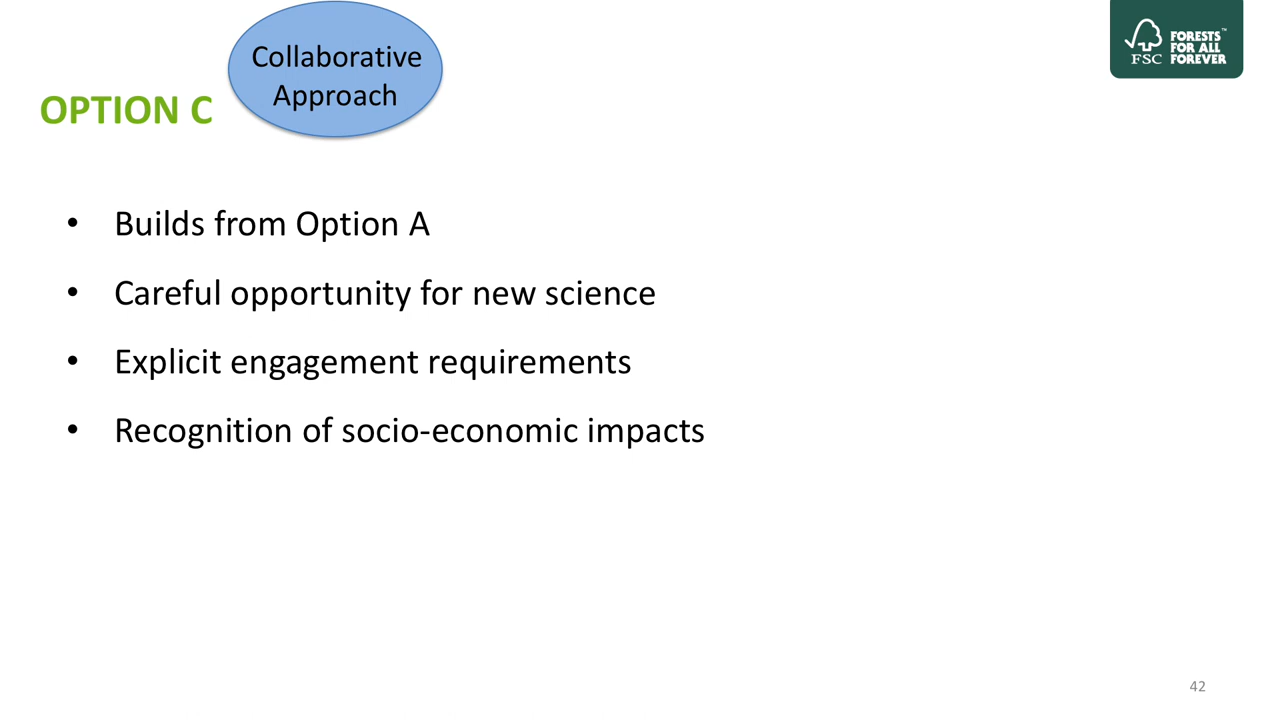 Collaborative
Approach
OPTION C
FORESTS™
FOR ALL
FOREVER
FSC
• Builds from Option A
• Careful opportunity for new science
• Explicit engagement requirements
• Recognition of socio-economic impacts
42